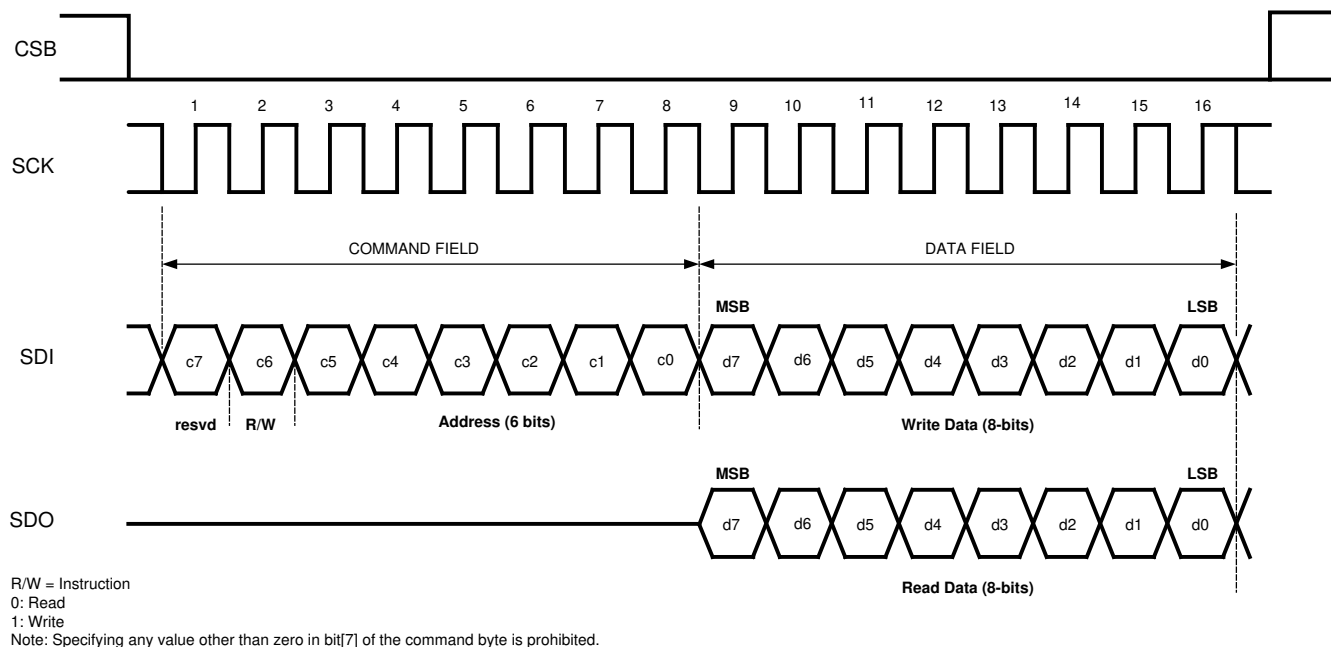 CSB
1 2 3 4 5 6 7 8 9 10 11 12 13 14 15 16
SCK
COMMAND FIELD DATA FIELD
MSB LSB
SDI c7 c6 c5 c4 c3 c2 c1 c0 d7 d6 d5 d4 d3 d2 d1 d0
resvd R/W Address (6 bits) Write Data (8-bits)
MSB LSB
SDO d7 d6 d5 d4 d3 d2 d1 d0
Read Data (8-bits)
R/W = Instruction
0: Read
1: Write
Note: Specifying any value other than zero in bit[7] of the command byte is prohibited.